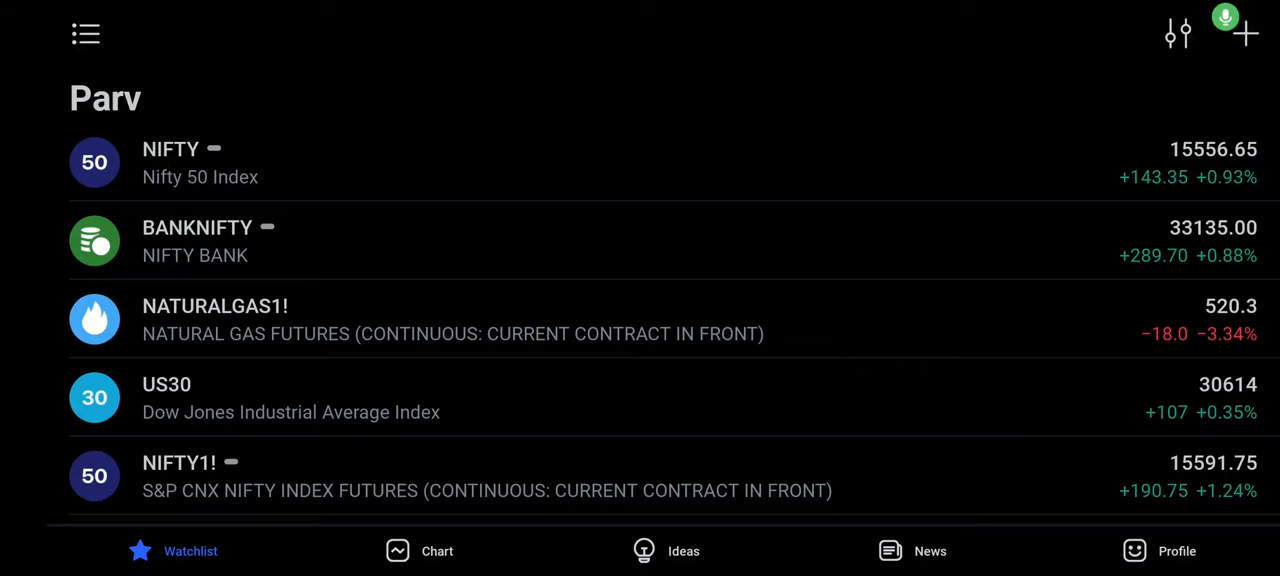 Parv
50
NIFTY
15556.65
Nifty 50 Index
+143.35 +0.93%
BANKNIFTY
33135.00
NIFTY BANK
+289.70 +0.88%
NATURALGAS1!
520.3
NATURAL GAS FUTURES (CONTINUOUS: CURRENT CONTRACT IN FRONT)
−18.0 −3.34%
30
US30
30614
Dow Jones Industrial Average Index
+107 +0.35%
50
NIFTY1!
15591.75
S&P CNX NIFTY INDEX FUTURES (CONTINUOUS: CURRENT CONTRACT IN FRONT)
+190.75 +1.24%
Watchlist
Chart
Ideas
News
Profile